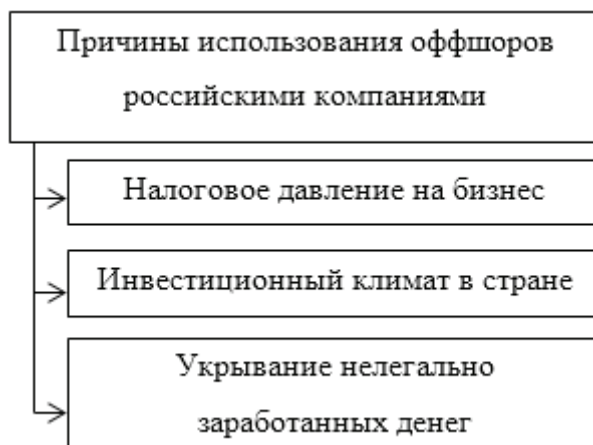 Причины использования оффшоров
российскими компаниями
Налоговое давление на бизнес
Инвестиционный климат в стране
Укрывание нелегально
заработанных денег